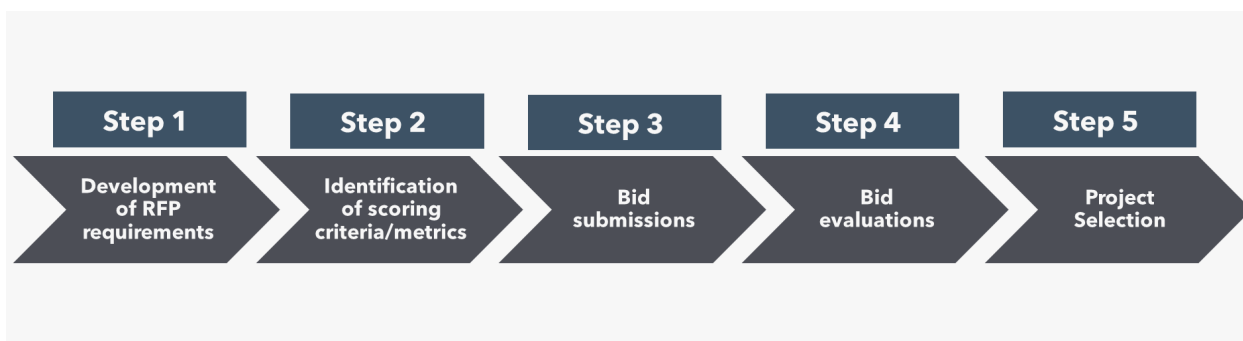 Step 1
Development
of RFP
requirements
Step 2
Identification
of scoring
criteria/metrics
Step 3
Bid
submissions
Step 4
Bid
evaluations
Step 5
Project
Selection